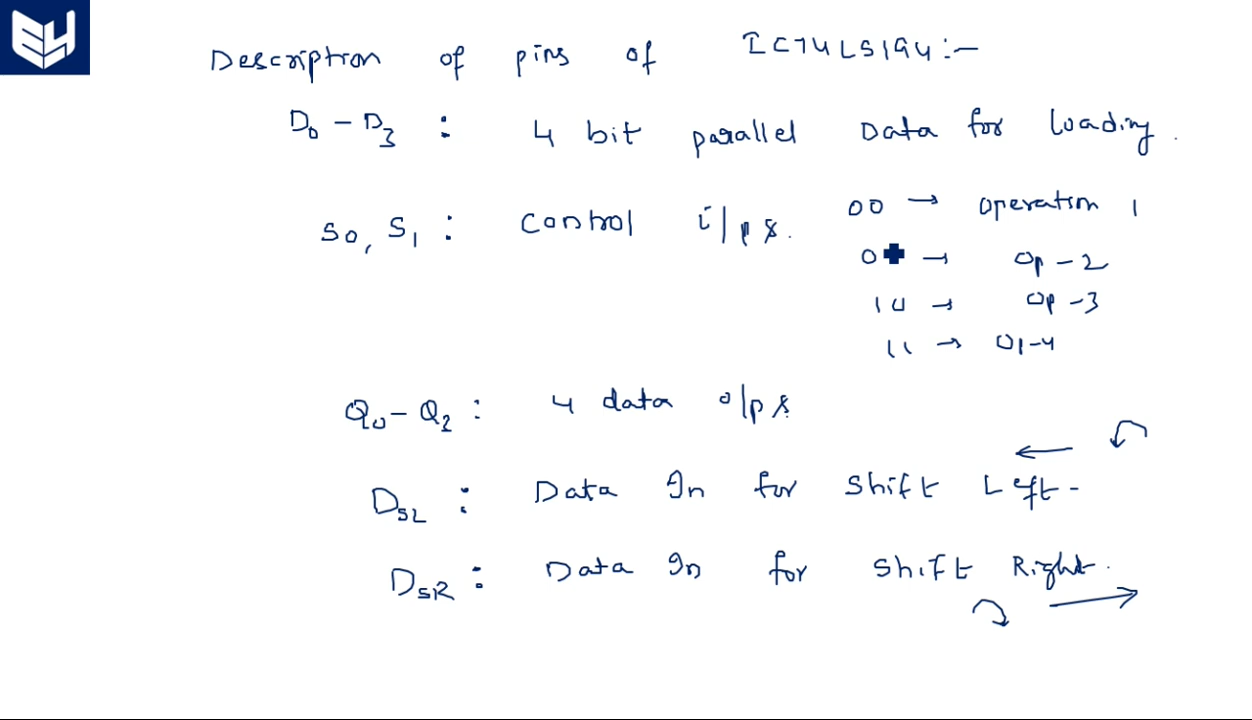 Description of pins of IC74LS194:-
D0 - D3 : 4 bit parallel Data for loading.
S0, S1 : Control i/ps. 00 → operation 1
0 → Op - 2
10 → Op - 3
11 → Op - 4
Q0 - Q2 : 4 data o/ps.
DSL : Data In for Shift Left -
DSR : Data In for Shift Right.